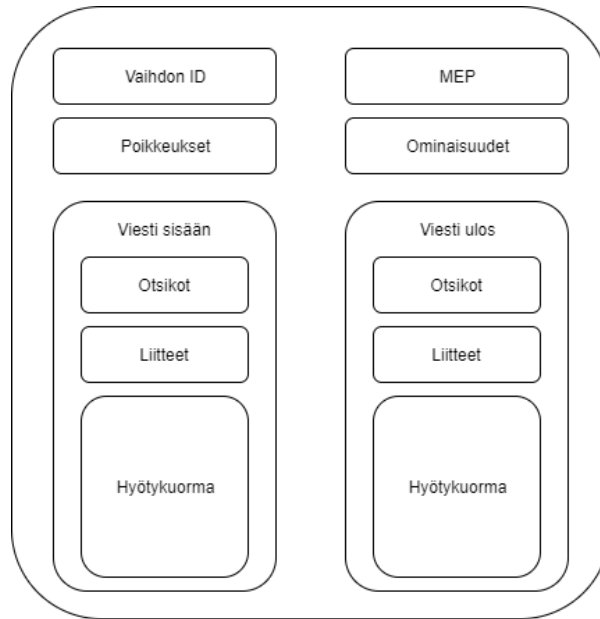 Vaihdon ID
MEP
Poikkeukset
Ominaisuudet
Viesti sisään
Otsikot
Liitteet
Hyötykuorma
Viesti ulos
Otsikot
Liitteet
Hyötykuorma